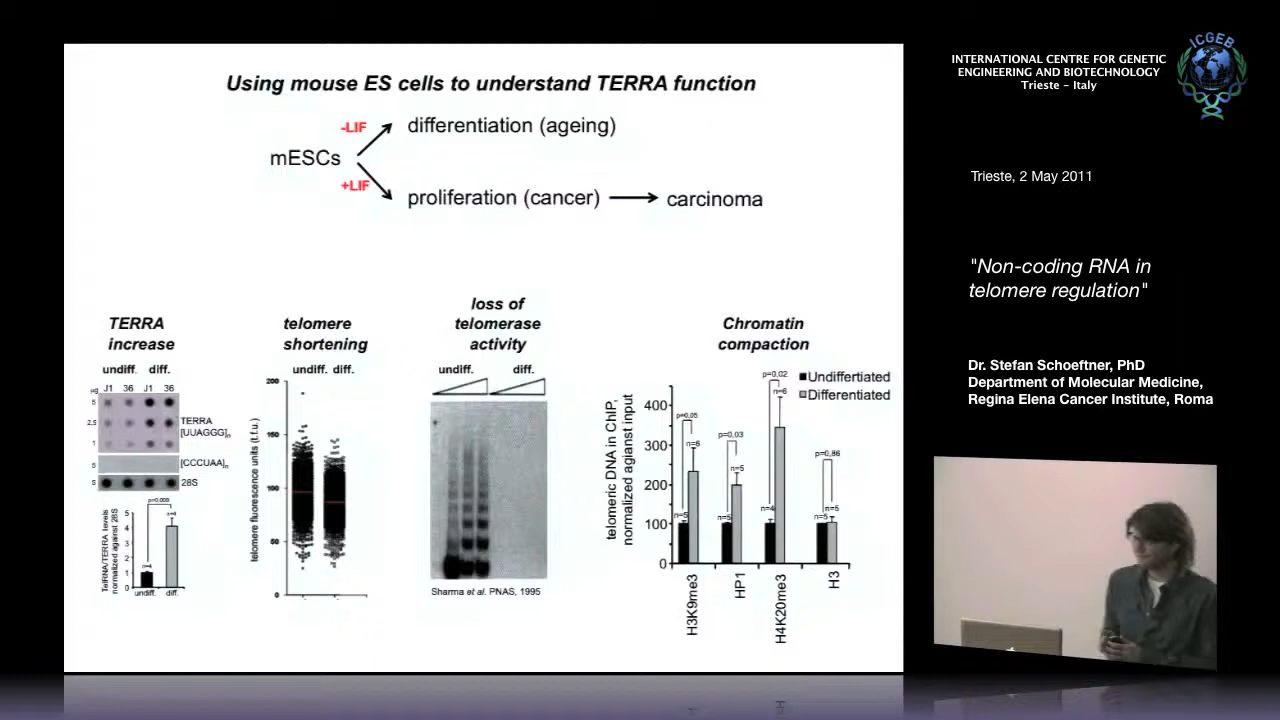 Using mouse ES cells to understand TERRA function
-LIF
differentiation (ageing)
mESCs
+LIF
proliferation (cancer)
carcinoma
TERRA
increase
undiff. diff.
µg J1 36 J1 36
5
2,5
1
TERRA
[UUAGGG]n
5
[CCCUAA]n
5
28S
TelRNA/TERRA levels
normalized against 28S
p=0,009
n=4
n=4
5
4
3
2
1
0
undiff. diff.
telomere
shortening
undiff. diff.
telomere fluorescence units (t.f.u.)
200
150
100
50
0
loss of
telomerase
activity
undiff. diff.
Sharma et al. PNAS, 1995
Chromatin
compaction
Undiffertiated
Differentiated
telomeric DNA in ChIP,
normalized agianst input
400
300
200
100
0
p=0,05
n=5
n=6
p=0,03
n=5
n=5
p=0,02
n=4
n=6
p=0,86
n=5
n=5
H3K9me3
HP1
H4K20me3
H3
INTERNATIONAL CENTRE FOR GENETIC
ENGINEERING AND BIOTECHNOLOGY
Trieste - Italy
ICGEB
Trieste, 2 May 2011
"Non-coding RNA in
telomere regulation"
Dr. Stefan Schoeftner, PhD
Department of Molecular Medicine,
Regina Elena Cancer Institute, Roma